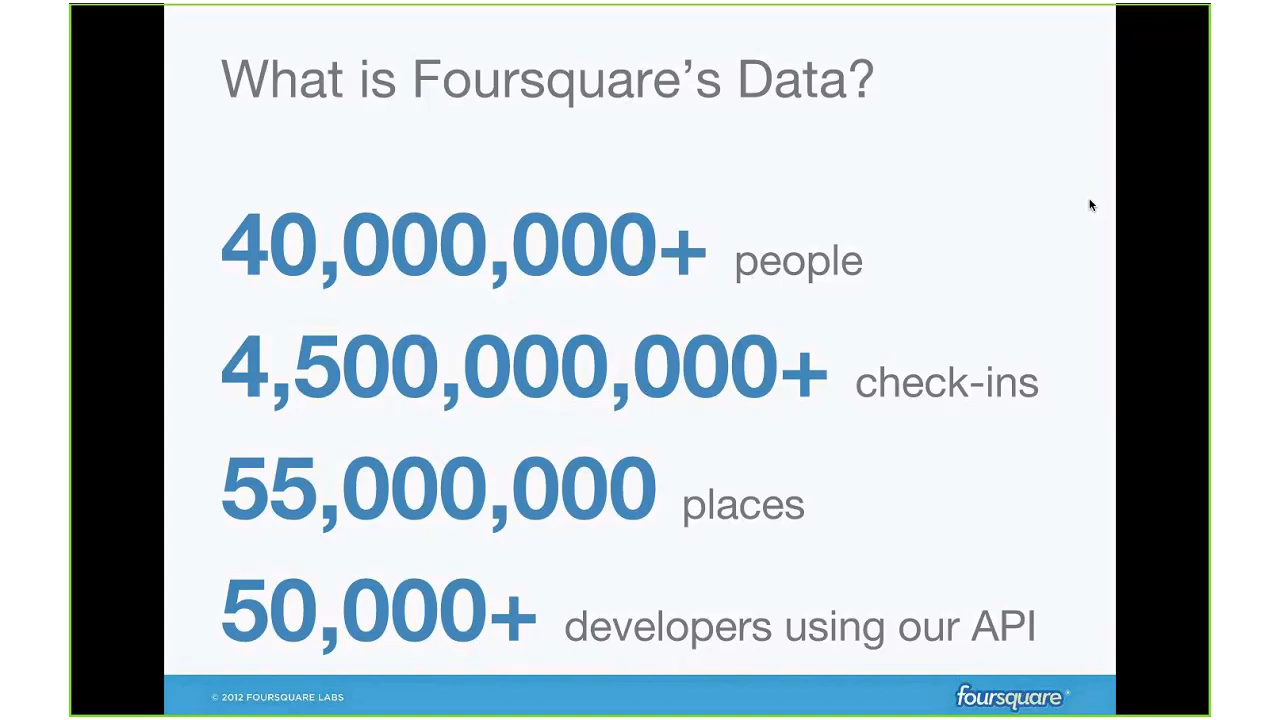 What is Foursquare’s Data?
40,000,000+ people
4,500,000,000+ check-ins
55,000,000 places
50,000+ developers using our API
© 2012 FOURSQUARE LABS
foursquare®